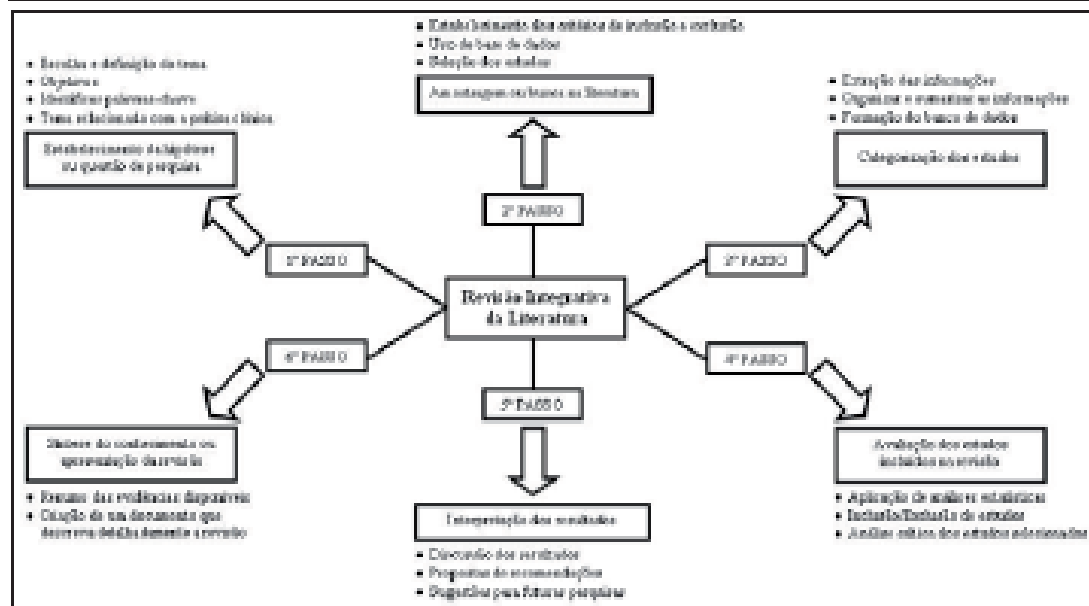 • Escolha e definição do tema
• Objetivos
• Identificar palavras-chave
• Tema relacionado com a prática clínica
Estabelecimento da hipótese
ou questão de pesquisa
1º PASSO
• Estabelecimento dos critérios de inclusão e exclusão
• Uso de base de dados
• Seleção dos estudos
Amostragem ou busca na literatura
2º PASSO
• Extração das informações
• Organizar e sumarizar as informações
• Formação do banco de dados
Categorização dos estudos
3º PASSO
Revisão Integrativa
da Literatura
4º PASSO
Avaliação dos estudos
incluídos na revisão
• Aplicação de análises estatísticas
• Inclusão/Exclusão de estudos
• Análise crítica dos estudos selecionados
5º PASSO
Interpretação dos resultados
• Discussão dos resultados
• Propostas de recomendações
• Sugestões para futuras pesquisas
6º PASSO
Síntese do conhecimento ou
apresentação da revisão
• Resumo das evidências disponíveis
• Criação de um documento que
descreva detalhadamente a revisão